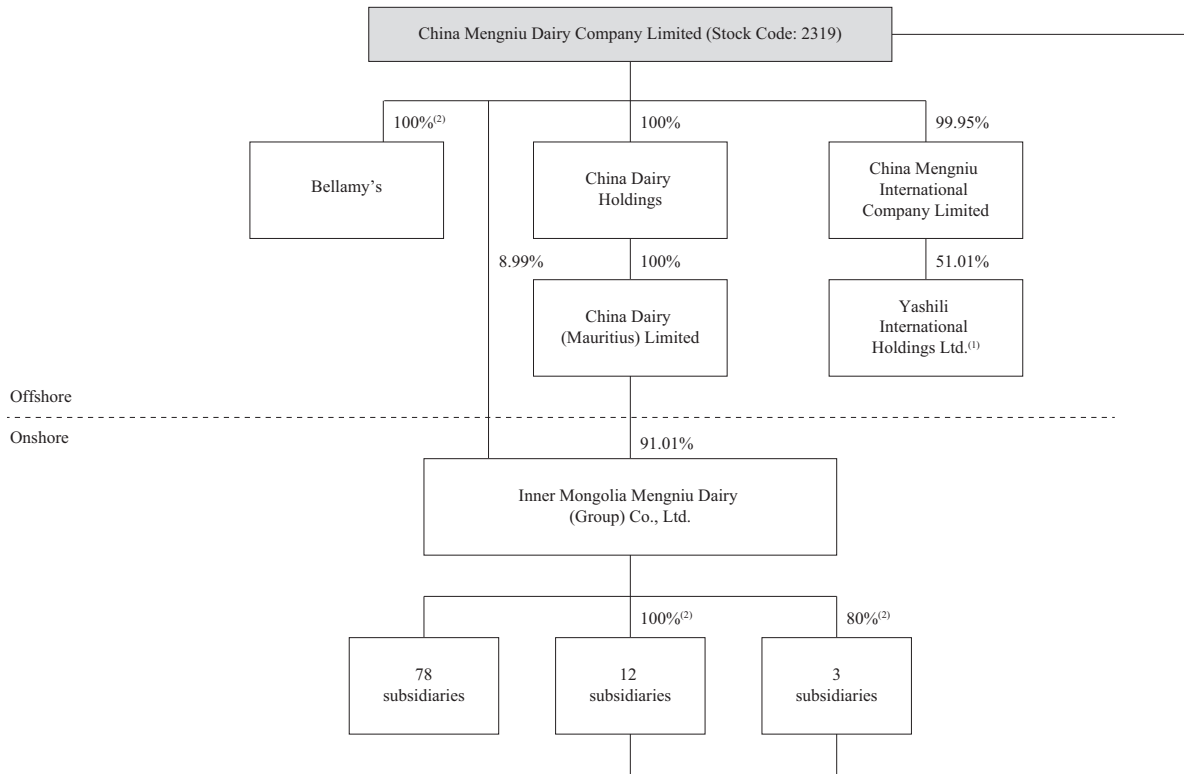 China Mengniu Dairy Company Limited (Stock Code: 2319)
100%(2)
100%
99.95%
Bellamy’s
China Dairy
Holdings
China Mengniu
International
Company Limited
8.99%
100%
51.01%
China Dairy
(Mauritius) Limited
Yashili
International
Holdings Ltd.(1)
Offshore
Onshore
91.01%
Inner Mongolia Mengniu Dairy
(Group) Co., Ltd.
100%(2)
80%(2)
78
subsidiaries
12
subsidiaries
3
subsidiaries